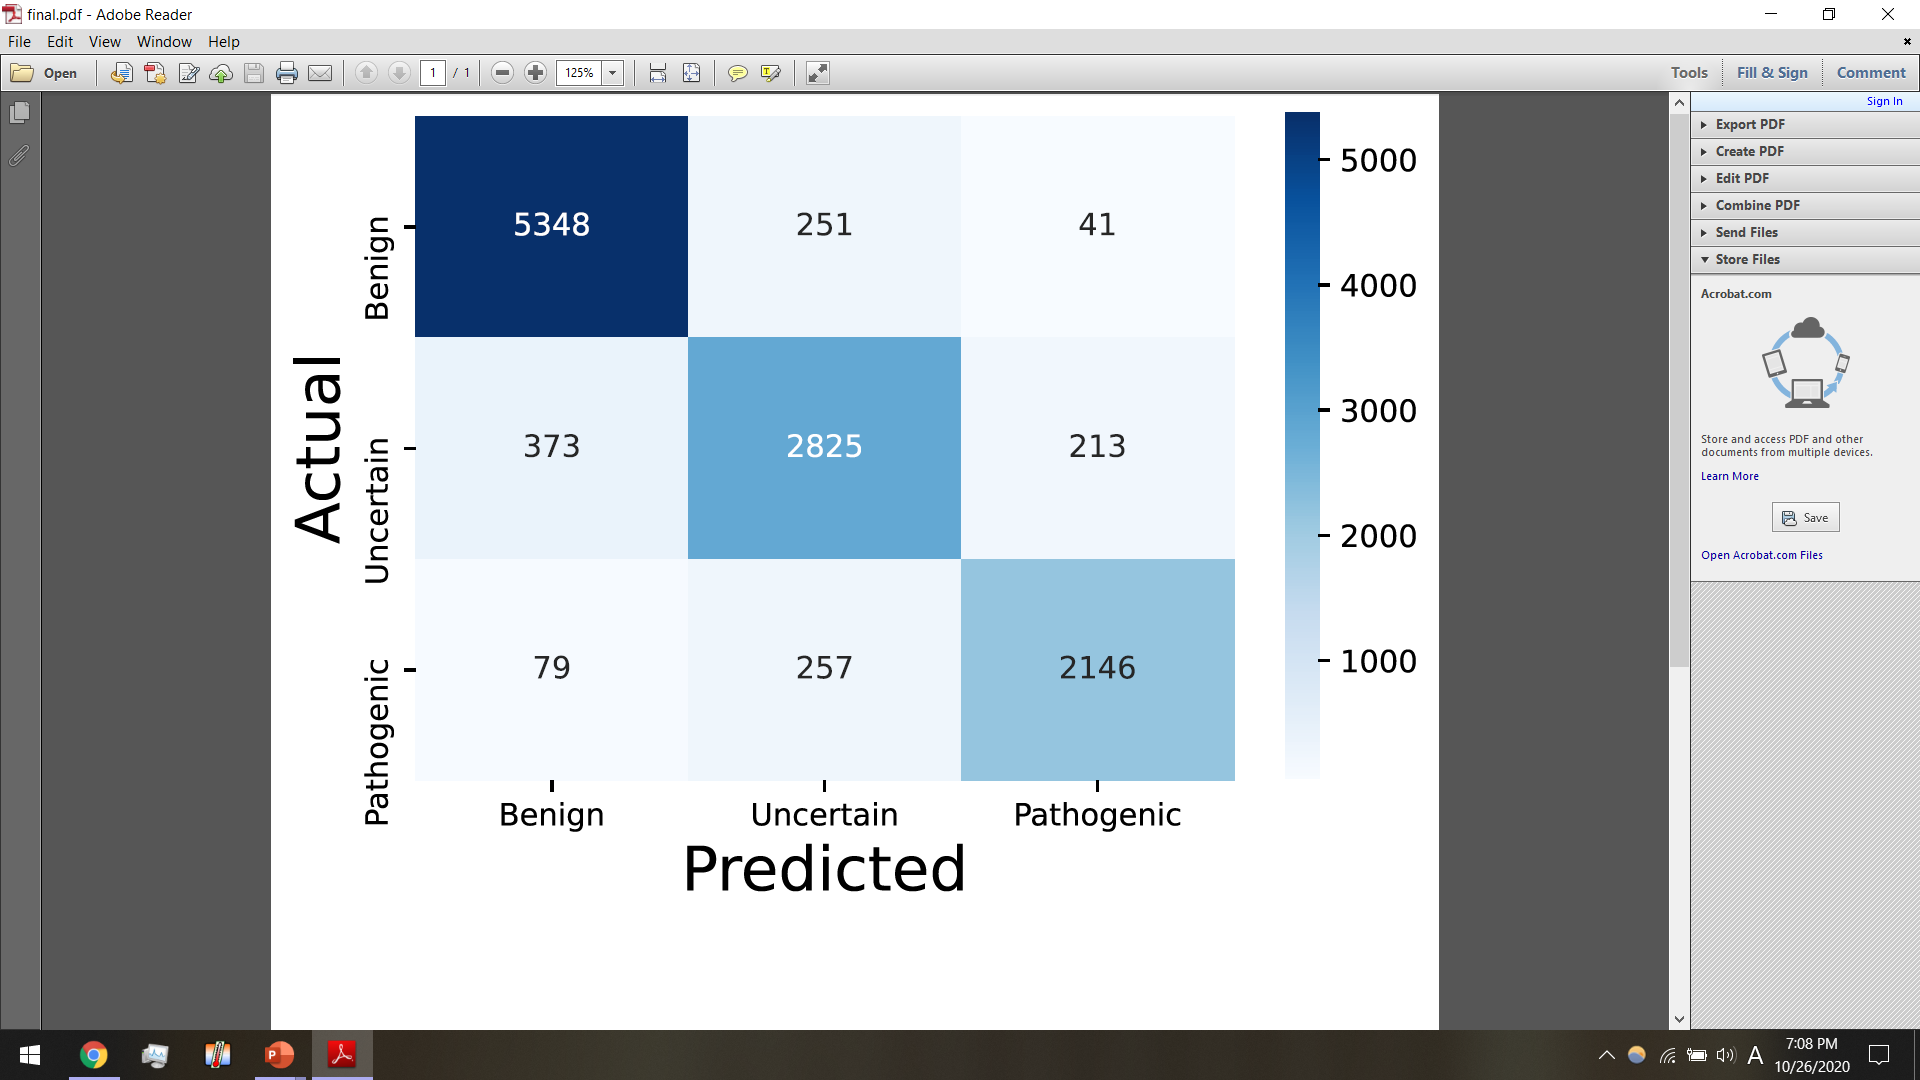 final.pdf - Adobe Reader
File Edit View Window Help
Open 1 / 1 125% Tools Fill & Sign Comment
Sign In
Export PDF
Create PDF
Edit PDF
Combine PDF
Send Files
Store Files
Acrobat.com
Store and access PDF and other
documents from multiple devices.
Learn More
Save
Open Acrobat.com Files
Actual
Benign
Uncertain
Pathogenic
5348 251 41
373 2825 213
79 257 2146
Benign Uncertain Pathogenic
Predicted
5000
4000
3000
2000
1000
A
7:08 PM
10/26/2020